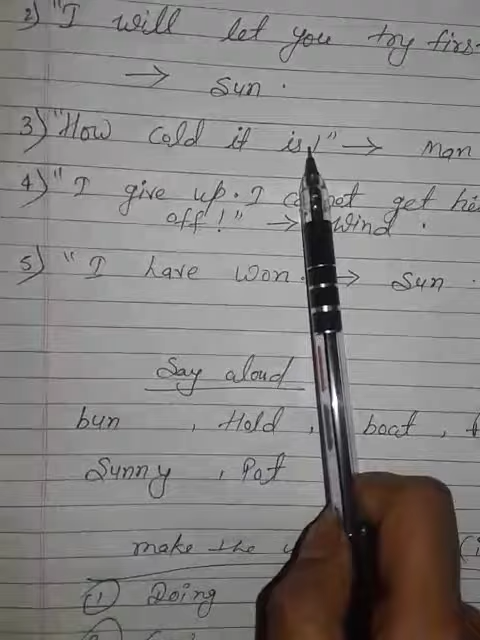 2) "I will let you try first
→ Sun.
3) "How cold it is!" → Man
4) "I give up. I cannot get
off!" → wind.
5) "I have won. → Sun.
Say aloud
bun, Hold, boat,
Sunny, Pot
make the
① Doing